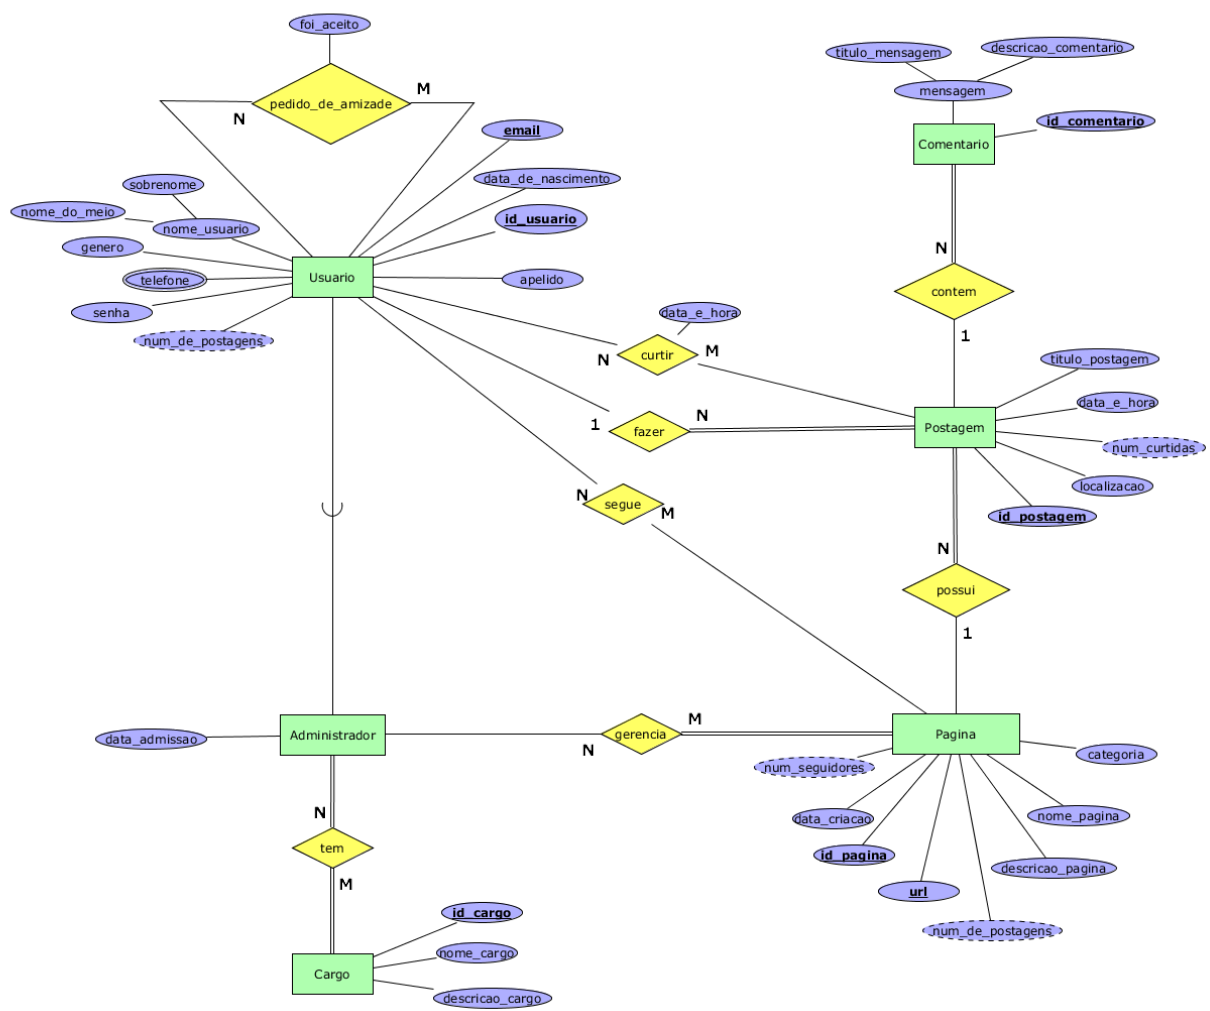 foi_aceito
pedido_de_amizade
N
M
titulo_mensagem
descricao_comentario
mensagem
id_comentario
Comentario
email
sobrenome
data_de_nascimento
nome_do_meio
nome_usuario
id_usuario
genero
telefone
Usuario
apelido
senha
num_de_postagens
N
contem
1
data_e_hora
curtir
N
M
titulo_postagem
data_e_hora
num_curtidas
localizacao
id_postagem
Postagem
fazer
1
N
segue
N
M
N
possui
1
data_admissao
Administrador
gerencia
N
M
Pagina
categoria
num_seguidores
data_criacao
nome_pagina
id_pagina
descricao_pagina
url
num_de_postagens
N
tem
M
id_cargo
nome_cargo
Cargo
descricao_cargo